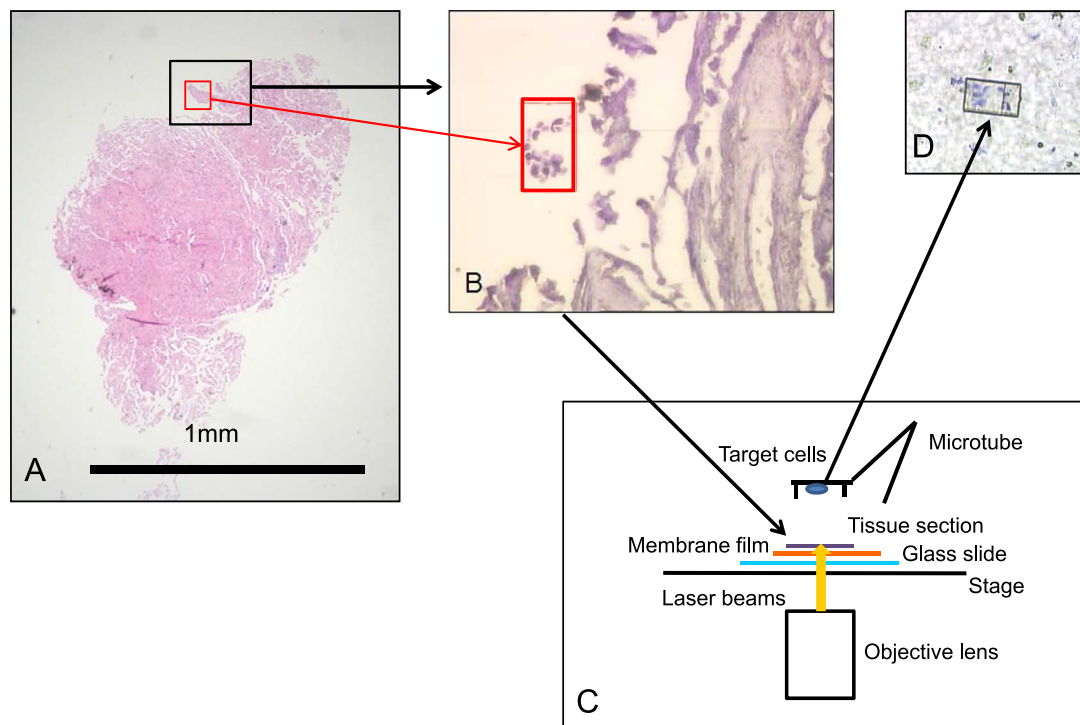 A
1mm
B
D
Target cells
Microtube
Tissue section
Membrane film
Glass slide
Stage
Laser beams
Objective lens
C